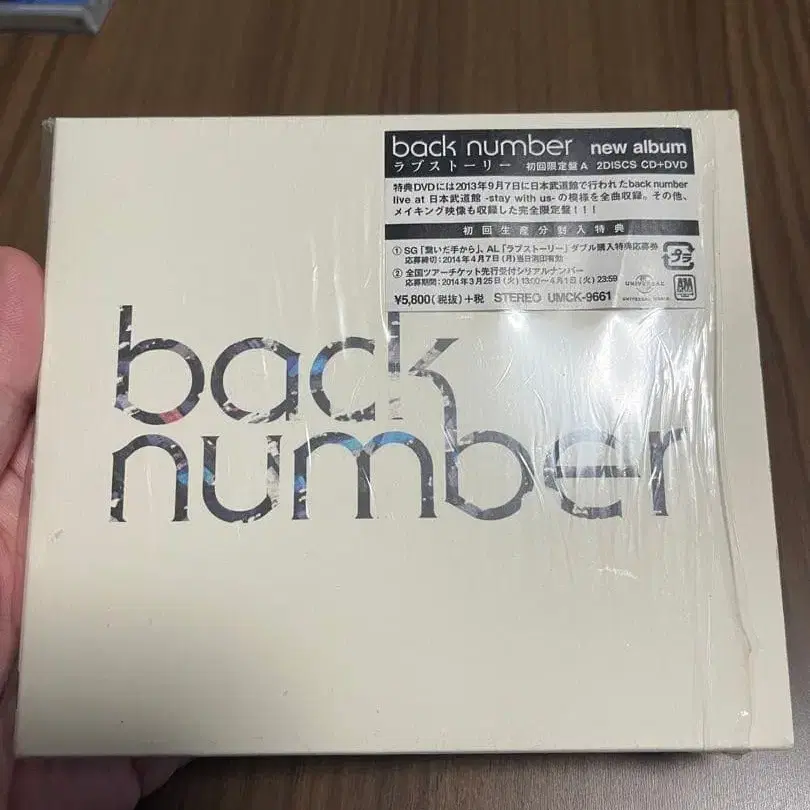 back number new album
ラブストーリー 初回限定盤A 2DISCS CD+DVD
特典DVDには2013年9月7日に日本武道館で行われたback number
live at 日本武道館 -stay with us- の模様を全曲収録。その他、
メイキング映像も収録した完全限定盤!!!
初回生産分封入特典
① SG「繋いだ手から」、AL「ラブストーリー」ダブル購入特典応募券
応募締切:2014年4月7日(月)当日消印有効
② 全国ツアーチケット先行受付シリアルナンバー
応募期間:2014年3月25日(火)13:00〜4月1日(火)23:59
¥5,800(税抜)+税 STEREO UMCK-9661
プラ
UNIVERSAL
A&M
back
number